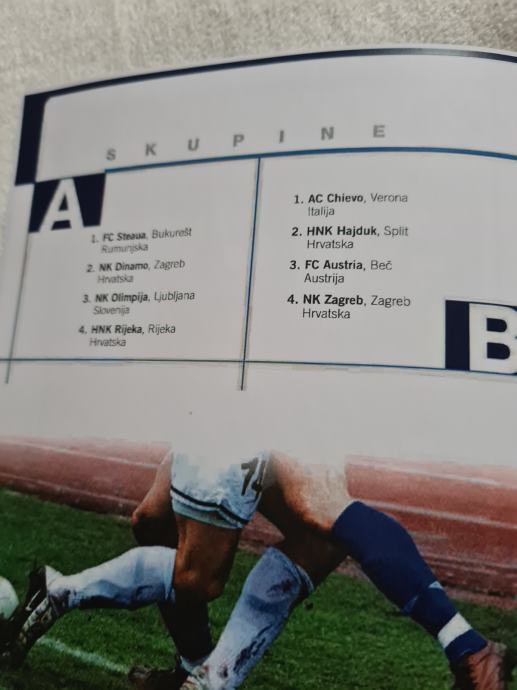 SKUPINE
A
1. FC Steaua, Bukurešt
Rumunjska
2. NK Dinamo, Zagreb
Hrvatska
3. NK Olimpija, Ljubljana
Slovenija
4. HNK Rijeka, Rijeka
Hrvatska
1. AC Chievo, Verona
Italija
2. HNK Hajduk, Split
Hrvatska
3. FC Austria, Beč
Austrija
4. NK Zagreb, Zagreb
Hrvatska
B